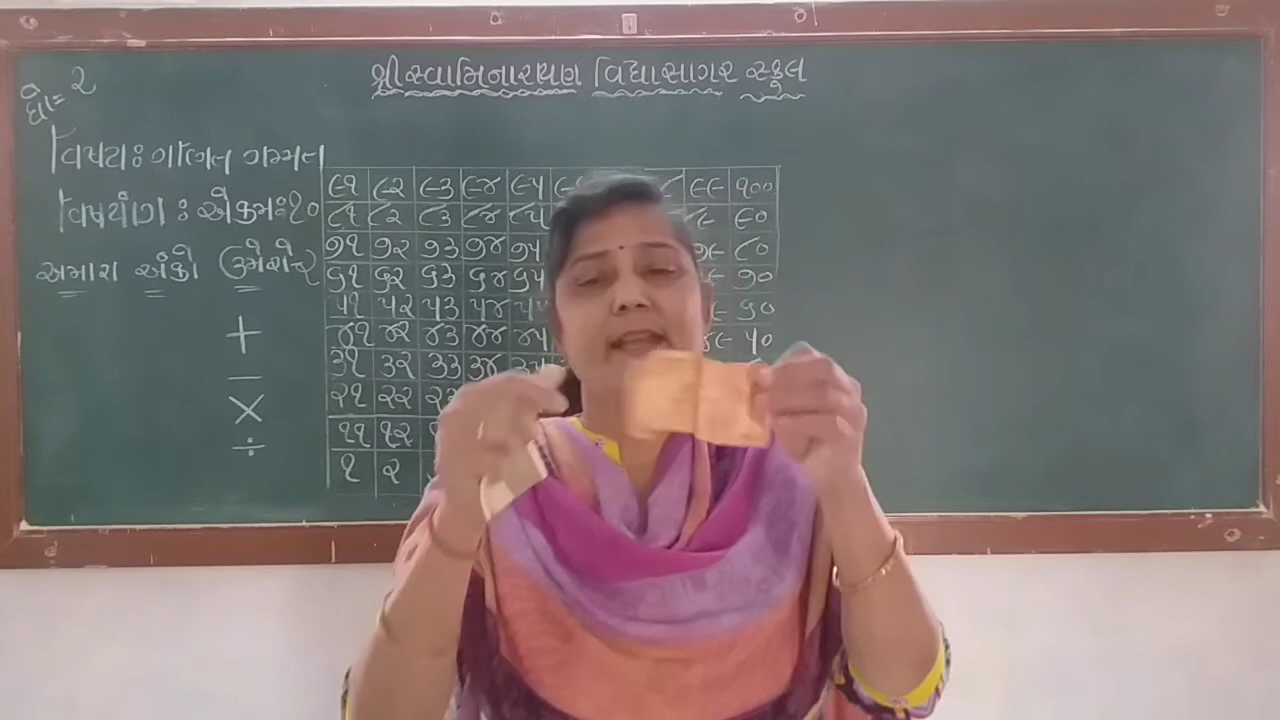 શ્રી સ્વામિનારાયણ વિદ્યાસાગર સ્કુલ
ધો= ૨
વિષય: ગણિત ગમ્મત
વિષયાંગ : એકમ:૧૦
અમારા અંકો ઉમેરો ૨
+
−
×
÷
૯૧ ૯૨ ૯૩ ૯૪ ૯૫ ૯૯ ૧૦૦
૮૧ ૮૨ ૮૩ ૮૪ ૮૫ ૯૦
૭૧ ૭૨ ૭૩ ૭૪ ૭૫ ૮૦
૬૧ ૬૨ ૬૩ ૬૪ ૬૫ ૭૦
૫૧ ૫૨ ૫૩ ૫૪ ૬૦
૪૧ ૪૨ ૪૩ ૪૪ ૪૫ ૪૯ ૫૦
૩૧ ૩૨ ૩૩ ૩૪
૨૧ ૨૨
૧૧ ૧૨
૧ ૨